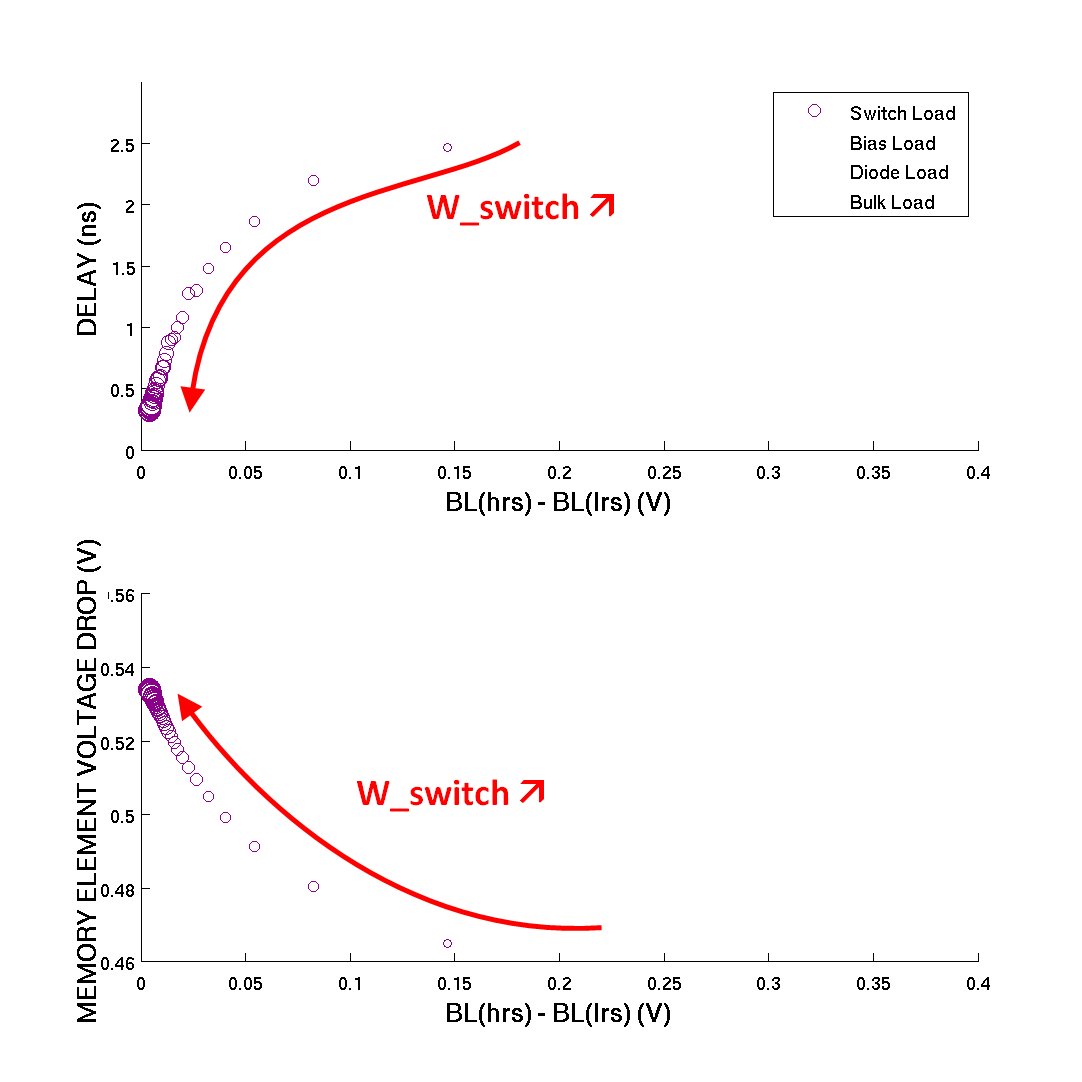 DELAY (ns)
2.5
2
1.5
1
0.5
0
Switch Load
Bias Load
Diode Load
Bulk Load
W_switch ↗
0 0.05 0.1 0.15 0.2 0.25 0.3 0.35 0.4
BL(hrs) - BL(lrs) (V)
MEMORY ELEMENT VOLTAGE DROP (V)
.56
0.54
0.52
0.5
0.48
0.46
W_switch ↗
0 0.05 0.1 0.15 0.2 0.25 0.3 0.35 0.4
BL(hrs) - BL(lrs) (V)